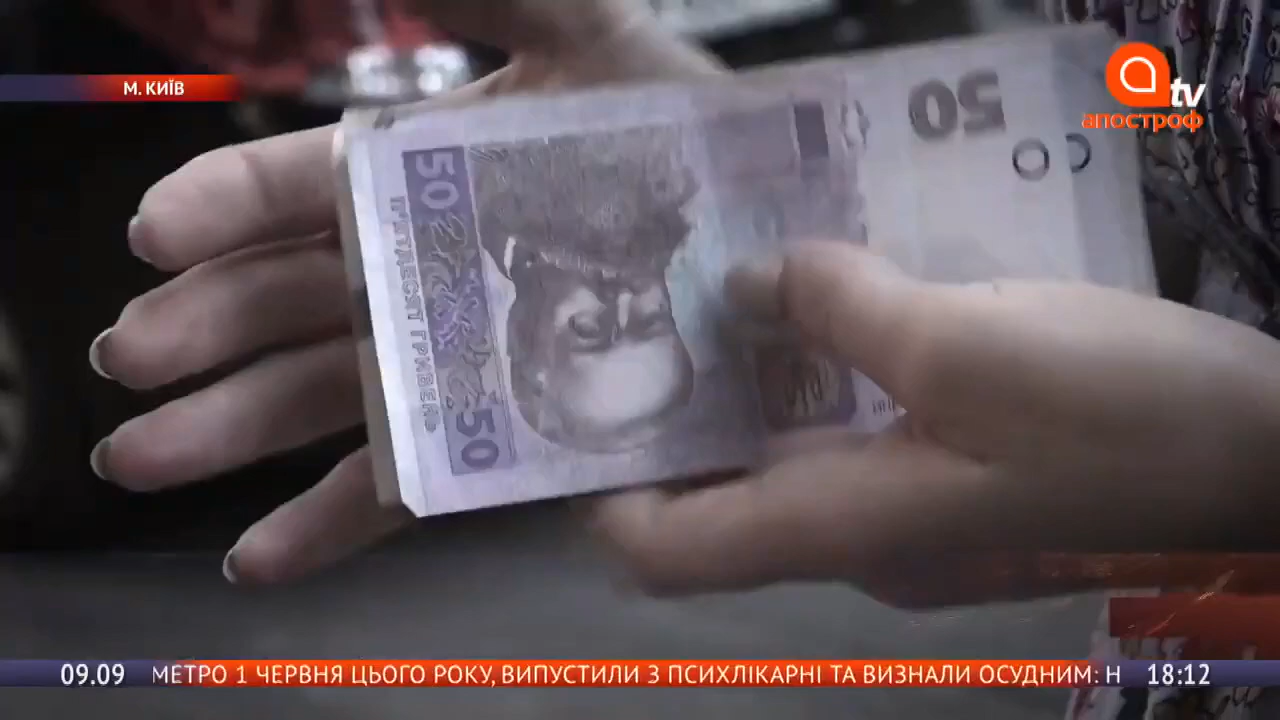 М. КИЇВ
tv
апостроф
50
50
П'ЯТДЕСЯТ ГРИВЕНЬ
50
09.09 МЕТРО 1 ЧЕРВНЯ ЦЬОГО РОКУ, ВИПУСТИЛИ З ПСИХЛІКАРНІ ТА ВИЗНАЛИ ОСУДНИМ: Н 18:12